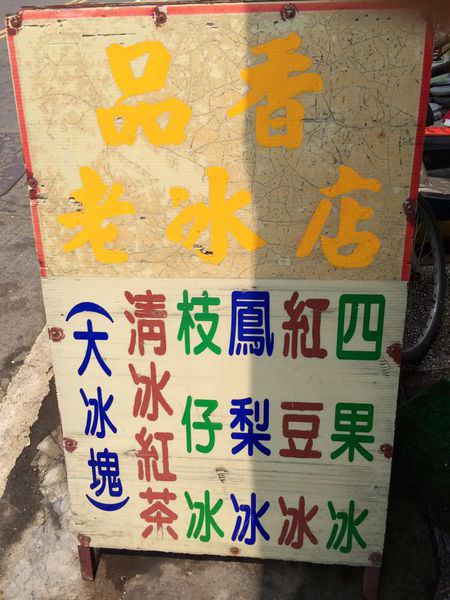 品香
老冰店
四果冰
紅豆冰
鳳梨冰
枝仔冰
清冰紅茶
(大冰塊)